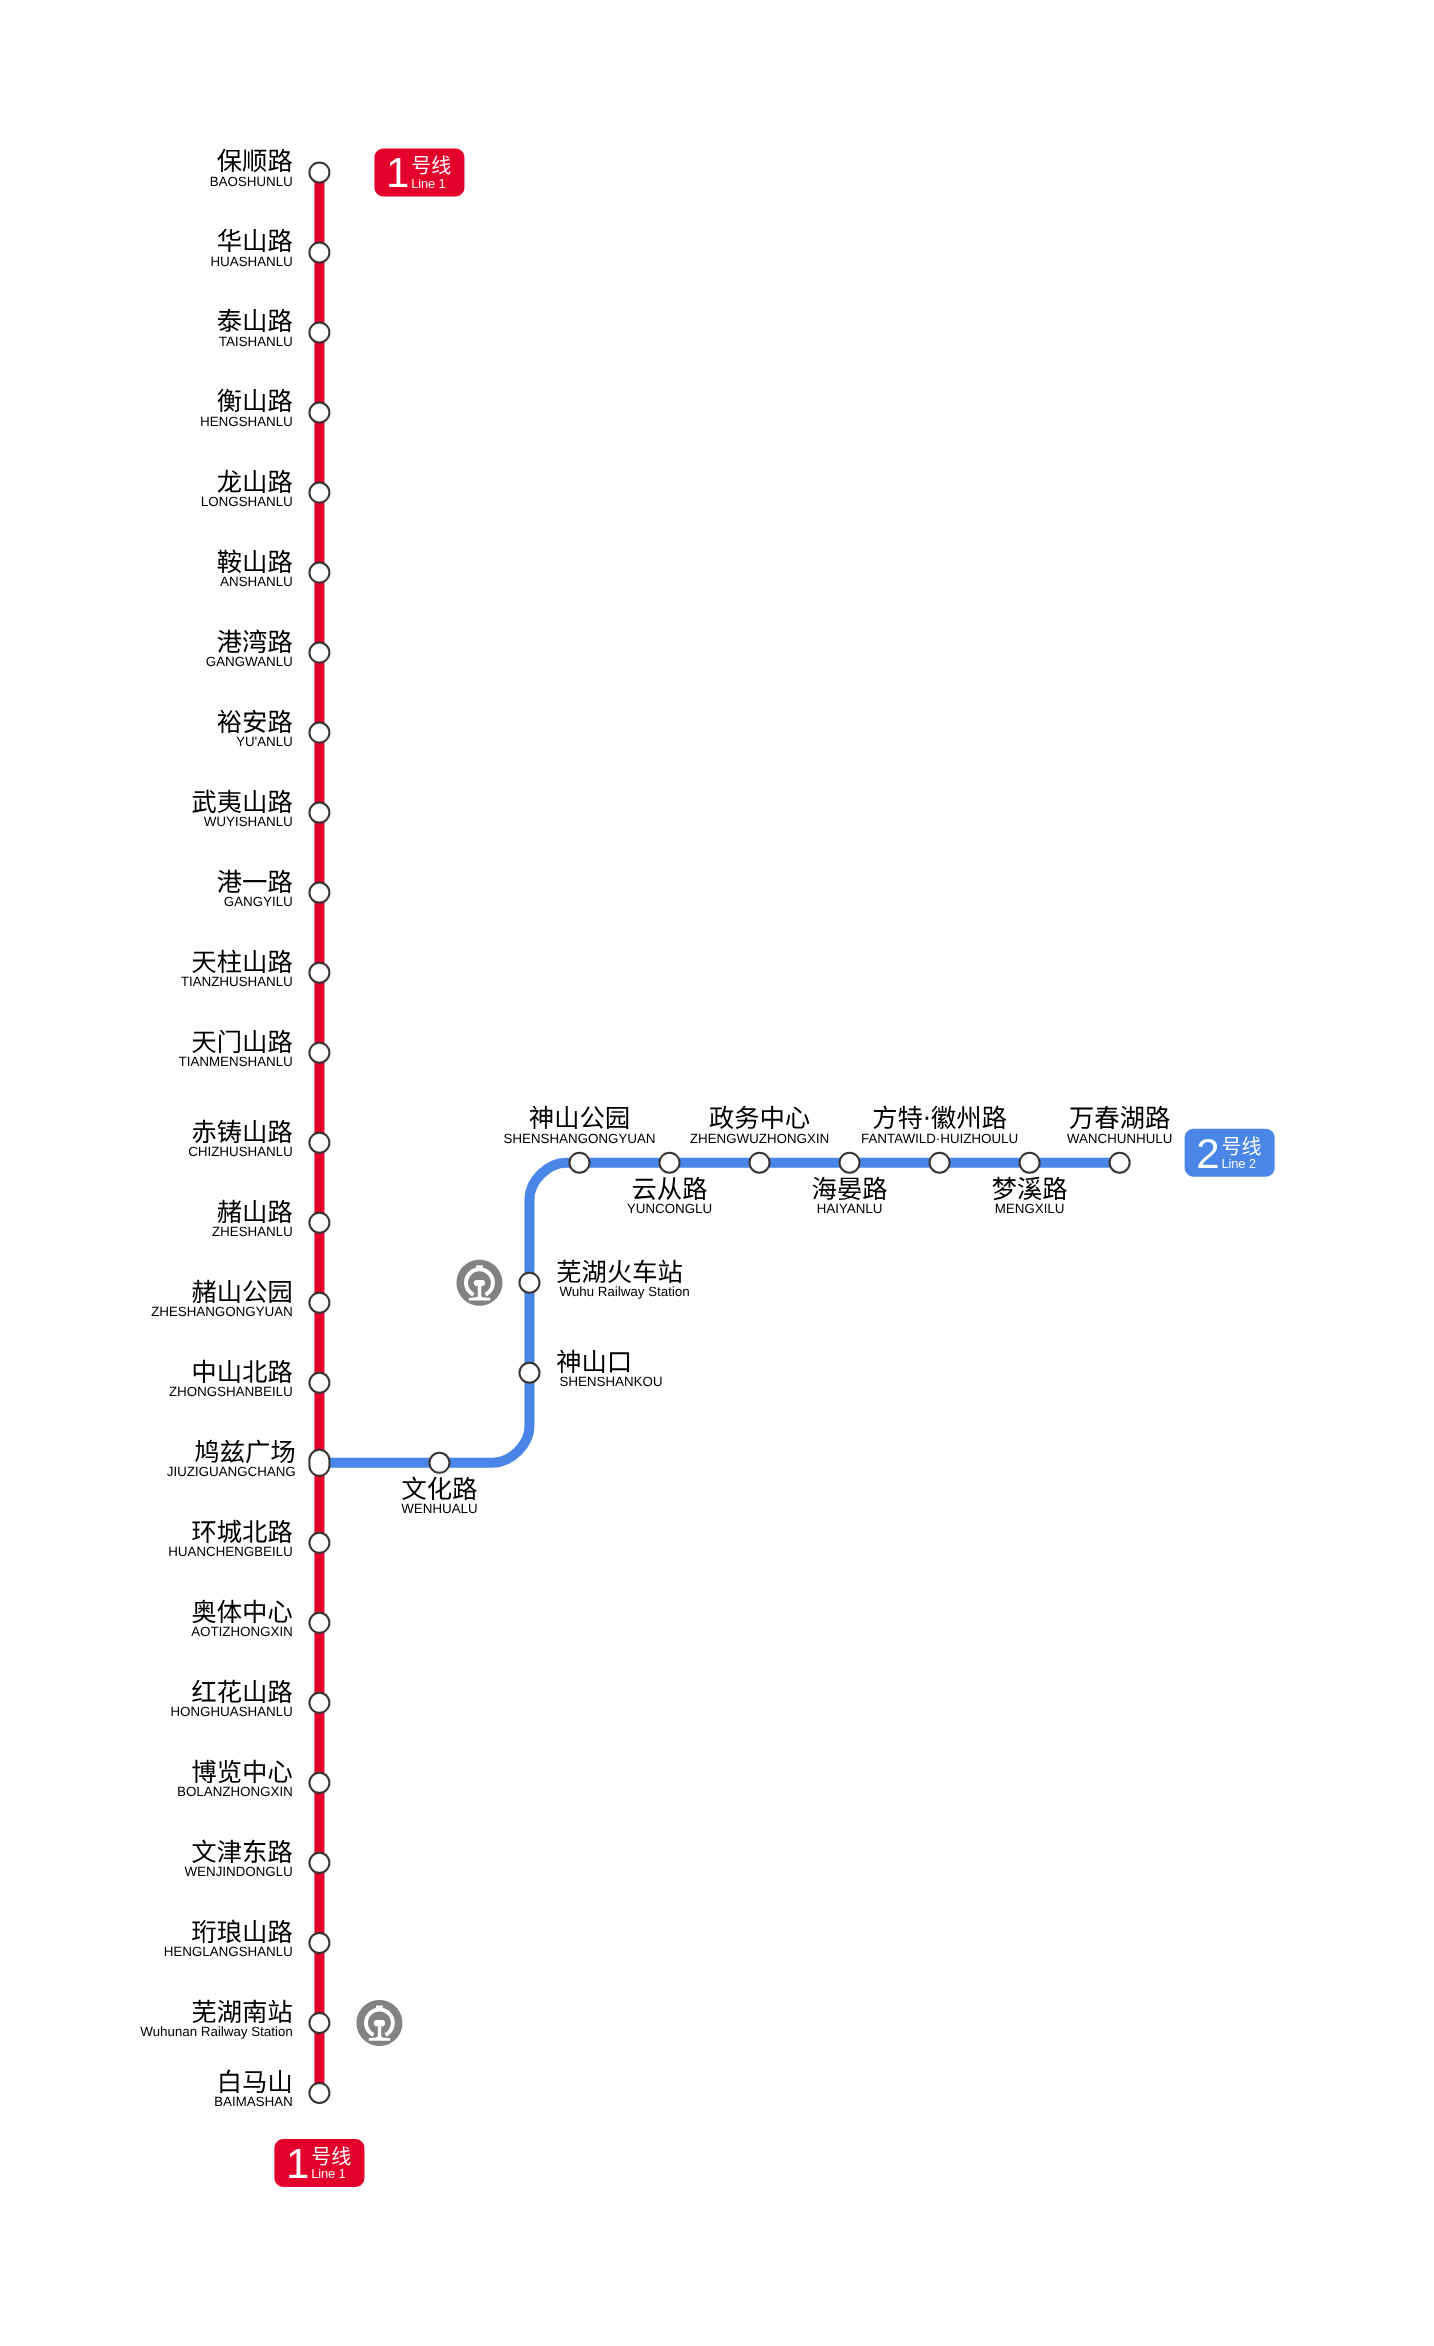 保顺路
BAOSHUNLU
1 号线
Line 1
华山路
HUASHANLU
泰山路
TAISHANLU
衡山路
HENGSHANLU
龙山路
LONGSHANLU
鞍山路
ANSHANLU
港湾路
GANGWANLU
裕安路
YU'ANLU
武夷山路
WUYISHANLU
港一路
GANGYILU
天柱山路
TIANZHUSHANLU
天门山路
TIANMENSHANLU
赤铸山路
CHIZHUSHANLU
赭山路
ZHESHANLU
赭山公园
ZHESHANGONGYUAN
中山北路
ZHONGSHANBEILU
鸠兹广场
JIUZIGUANGCHANG
环城北路
HUANCHENGBEILU
奥体中心
AOTIZHONGXIN
红花山路
HONGHUASHANLU
博览中心
BOLANZHONGXIN
文津东路
WENJINDONGLU
珩琅山路
HENGLANGSHANLU
芜湖南站
Wuhunan Railway Station
白马山
BAIMASHAN
1 号线
Line 1
文化路
WENHUALU
神山口
SHENSHANKOU
芜湖火车站
Wuhu Railway Station
神山公园
SHENSHANGONGYUAN
云从路
YUNCONGLU
政务中心
ZHENGWUZHONGXIN
海晏路
HAIYANLU
方特·徽州路
FANTAWILD·HUIZHOULU
梦溪路
MENGXILU
万春湖路
WANCHUNHULU
2 号线
Line 2